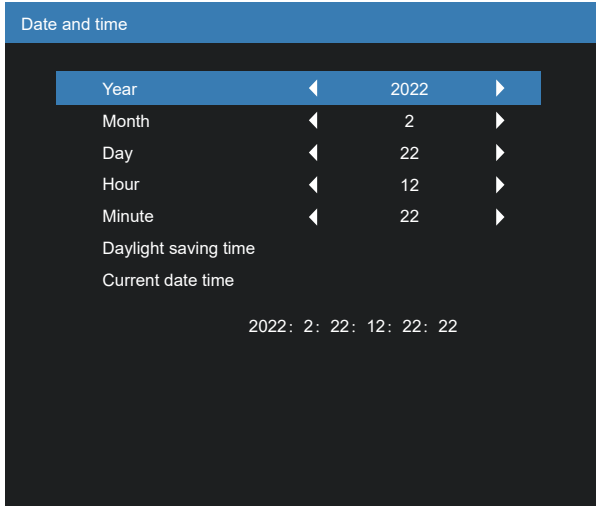 Date and time
Year 2022
Month 2
Day 22
Hour 12
Minute 22
Daylight saving time
Current date time
2022: 2: 22: 12: 22: 22